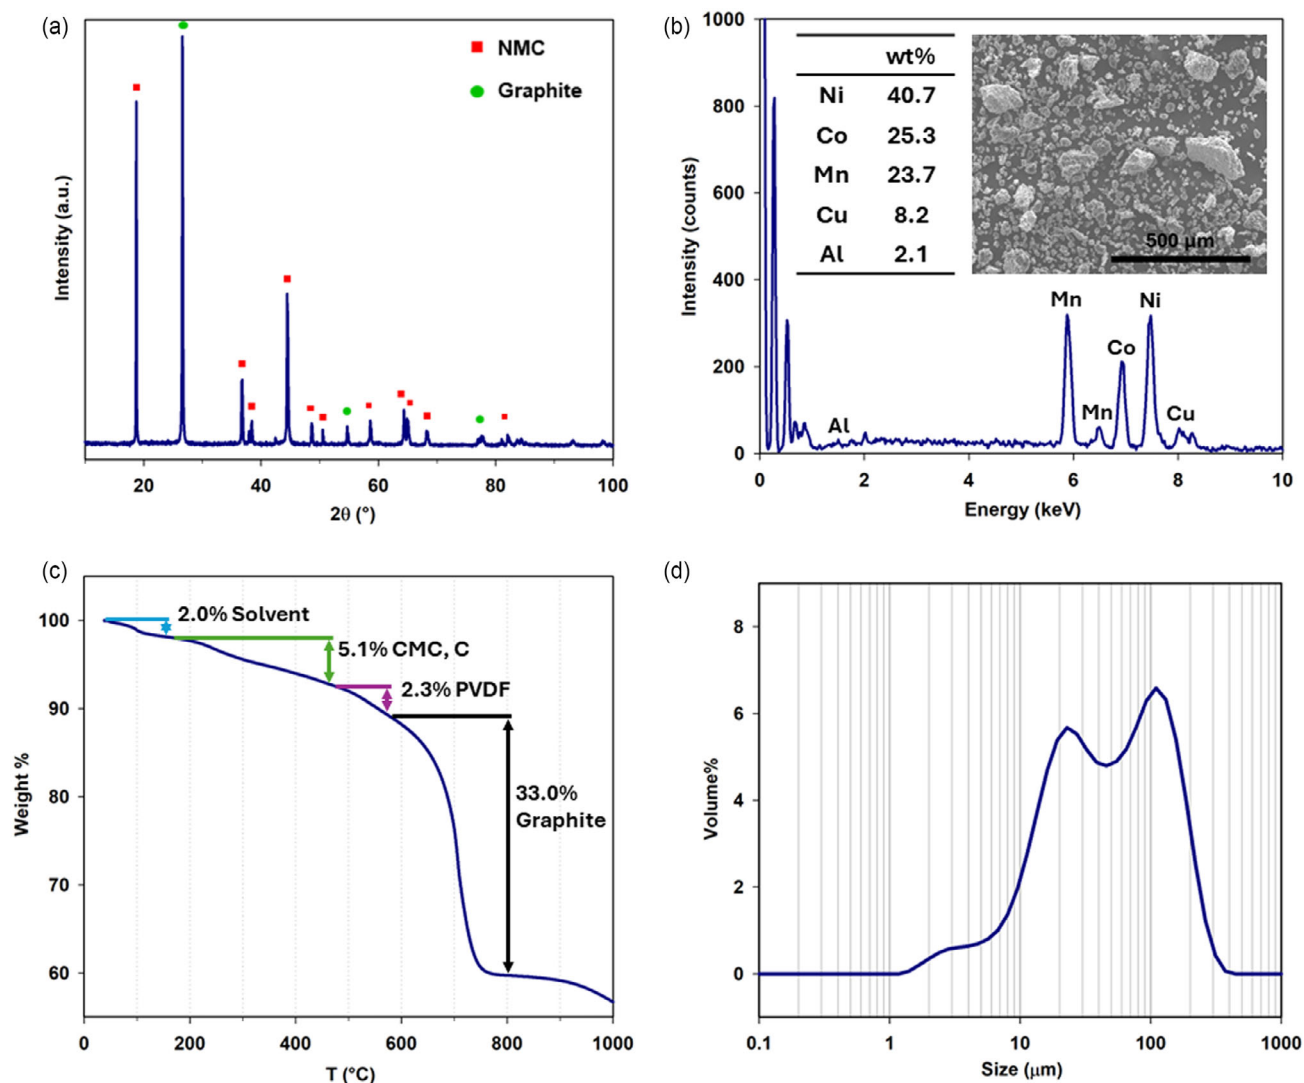 (a)
NMC
Graphite
Intensity (a.u.)
20
40
60
80
100
2θ (°)
(b)
1000
800
600
400
200
0
Intensity (counts)
wt%
Ni 40.7
Co 25.3
Mn 23.7
Cu 8.2
Al 2.1
500 μm
Mn
Ni
Co
Mn
Cu
Al
0
2
4
6
8
10
Energy (keV)
(c)
100
90
80
70
60
Weight %
2.0% Solvent
5.1% CMC, C
2.3% PVDF
33.0%
Graphite
0
200
400
600
800
1000
T (°C)
(d)
8
6
4
2
0
Volume%
0.1
1
10
100
1000
Size (μm)